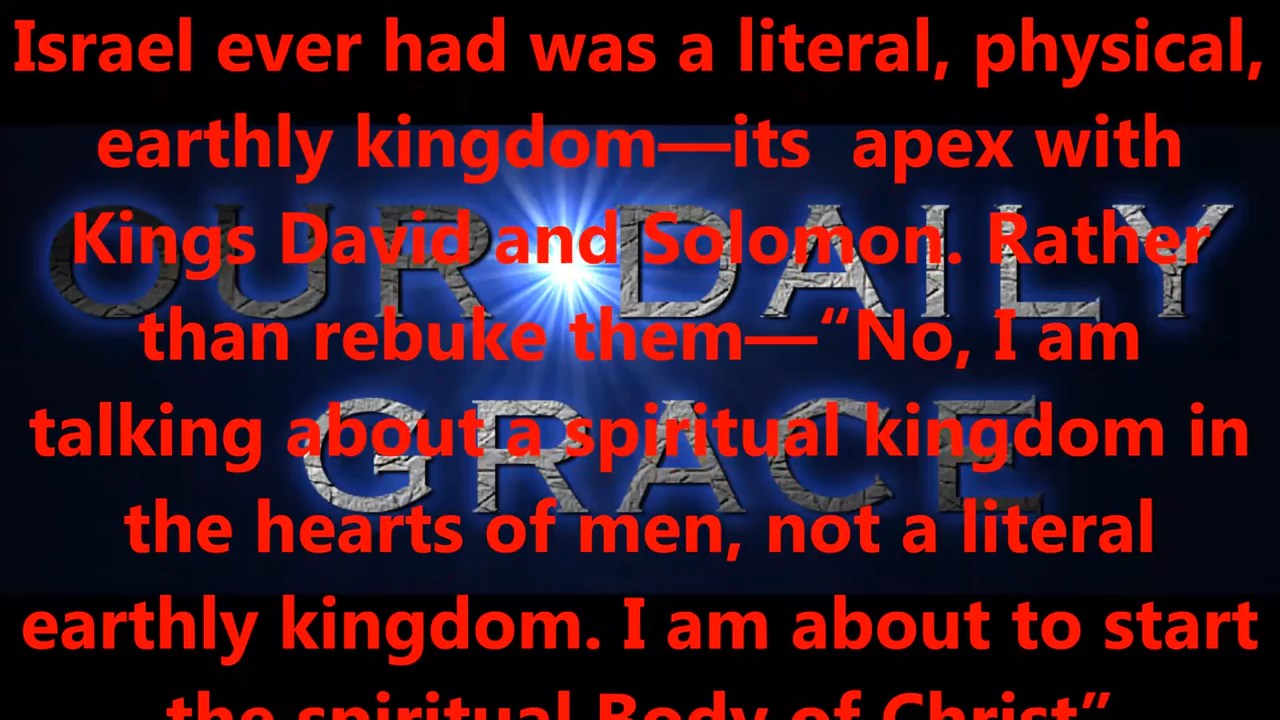 Israel ever had was a literal, physical,
earthly kingdom—its  apex with
Kings David and Solomon. Rather
than rebuke them—“No, I am
talking about a spiritual kingdom in
the hearts of men, not a literal
earthly kingdom. I am about to start
the spiritual Body of Christ”
OUR DAILY
GRACE